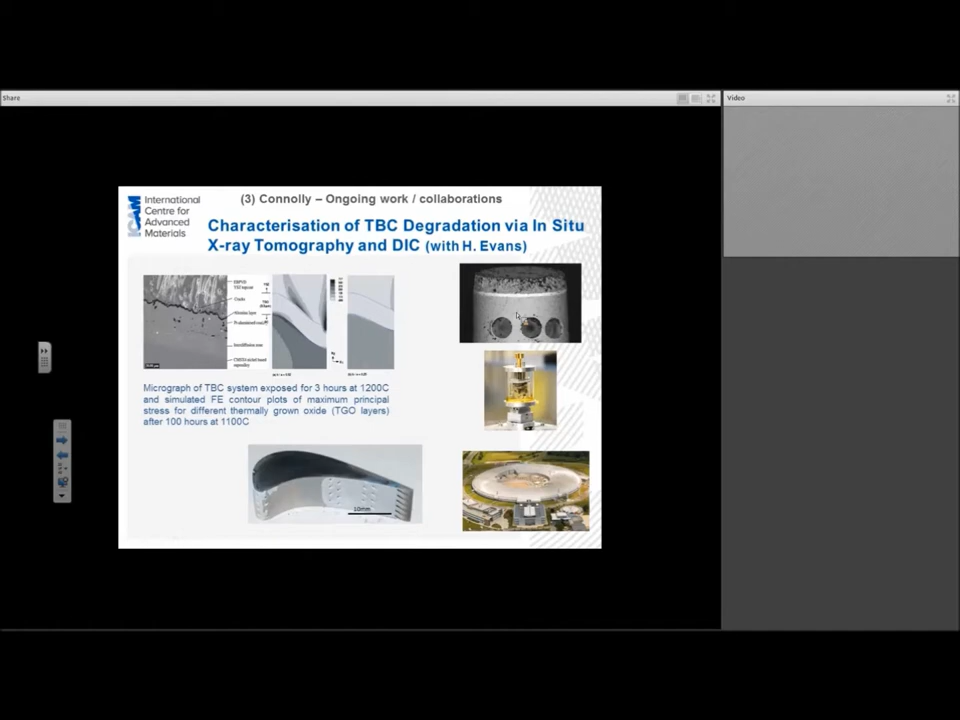 Share
Video
ICAM
International
Centre for
Advanced
Materials
(3) Connolly – Ongoing work / collaborations
Characterisation of TBC Degradation via In Situ
X-ray Tomography and DIC (with H. Evans)
Cracks
Micrograph of TBC system exposed for 3 hours at 1200C
and simulated FE contour plots of maximum principal
stress for different thermally grown oxide (TGO layers)
after 100 hours at 1100C
10mm